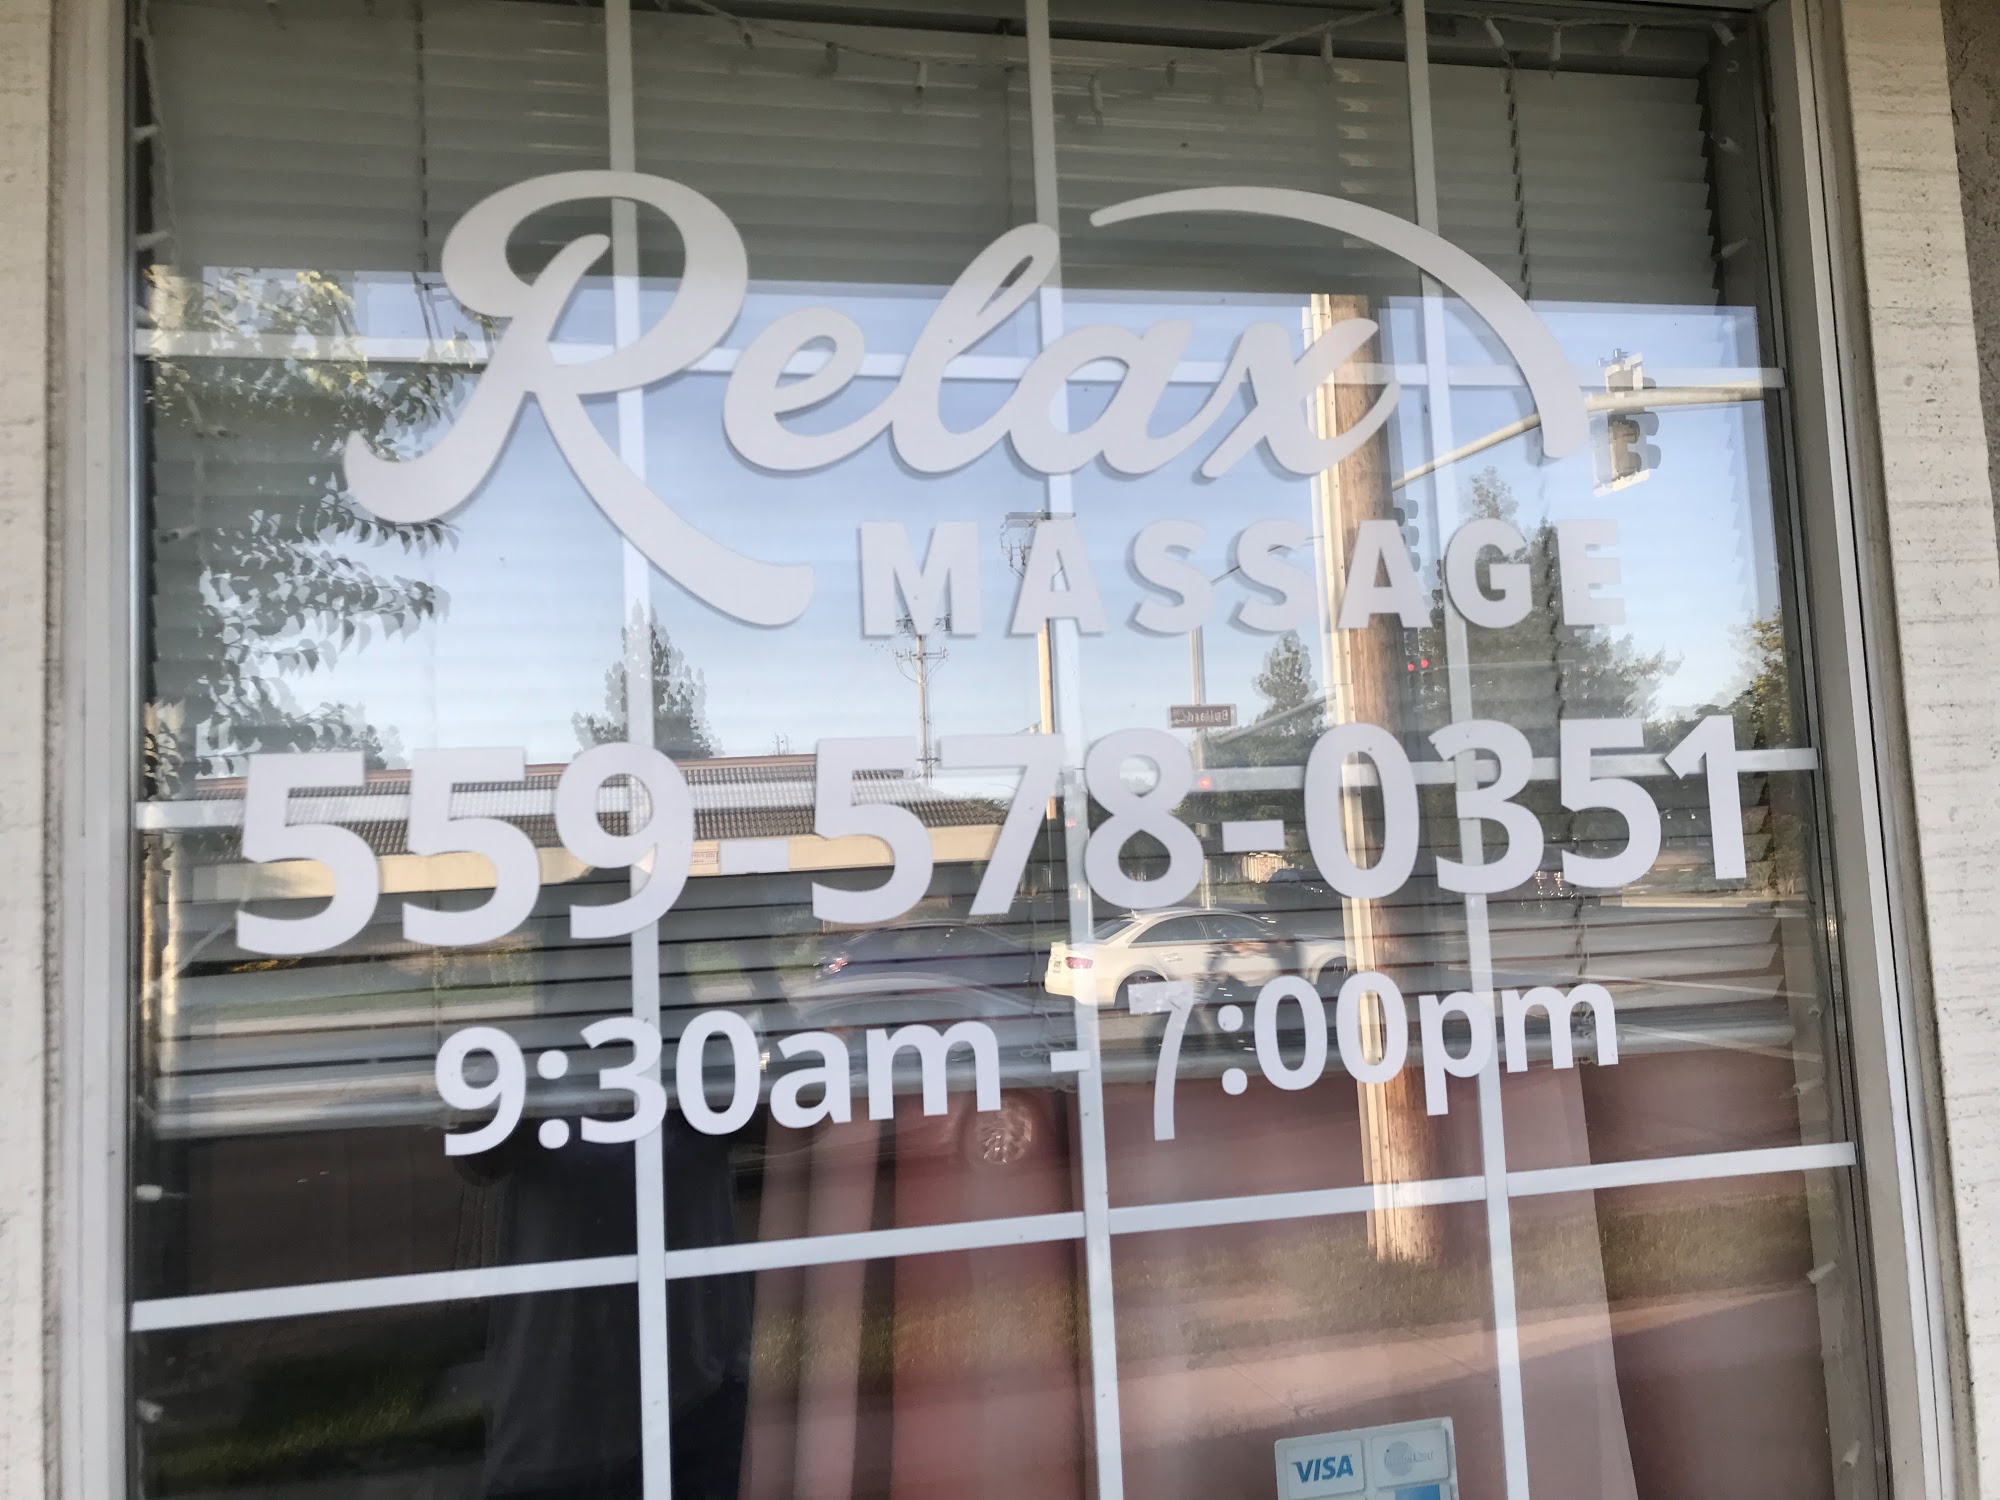 Relax
MASSAGE
559-578-0351
9:30am - 7:00pm
VISA